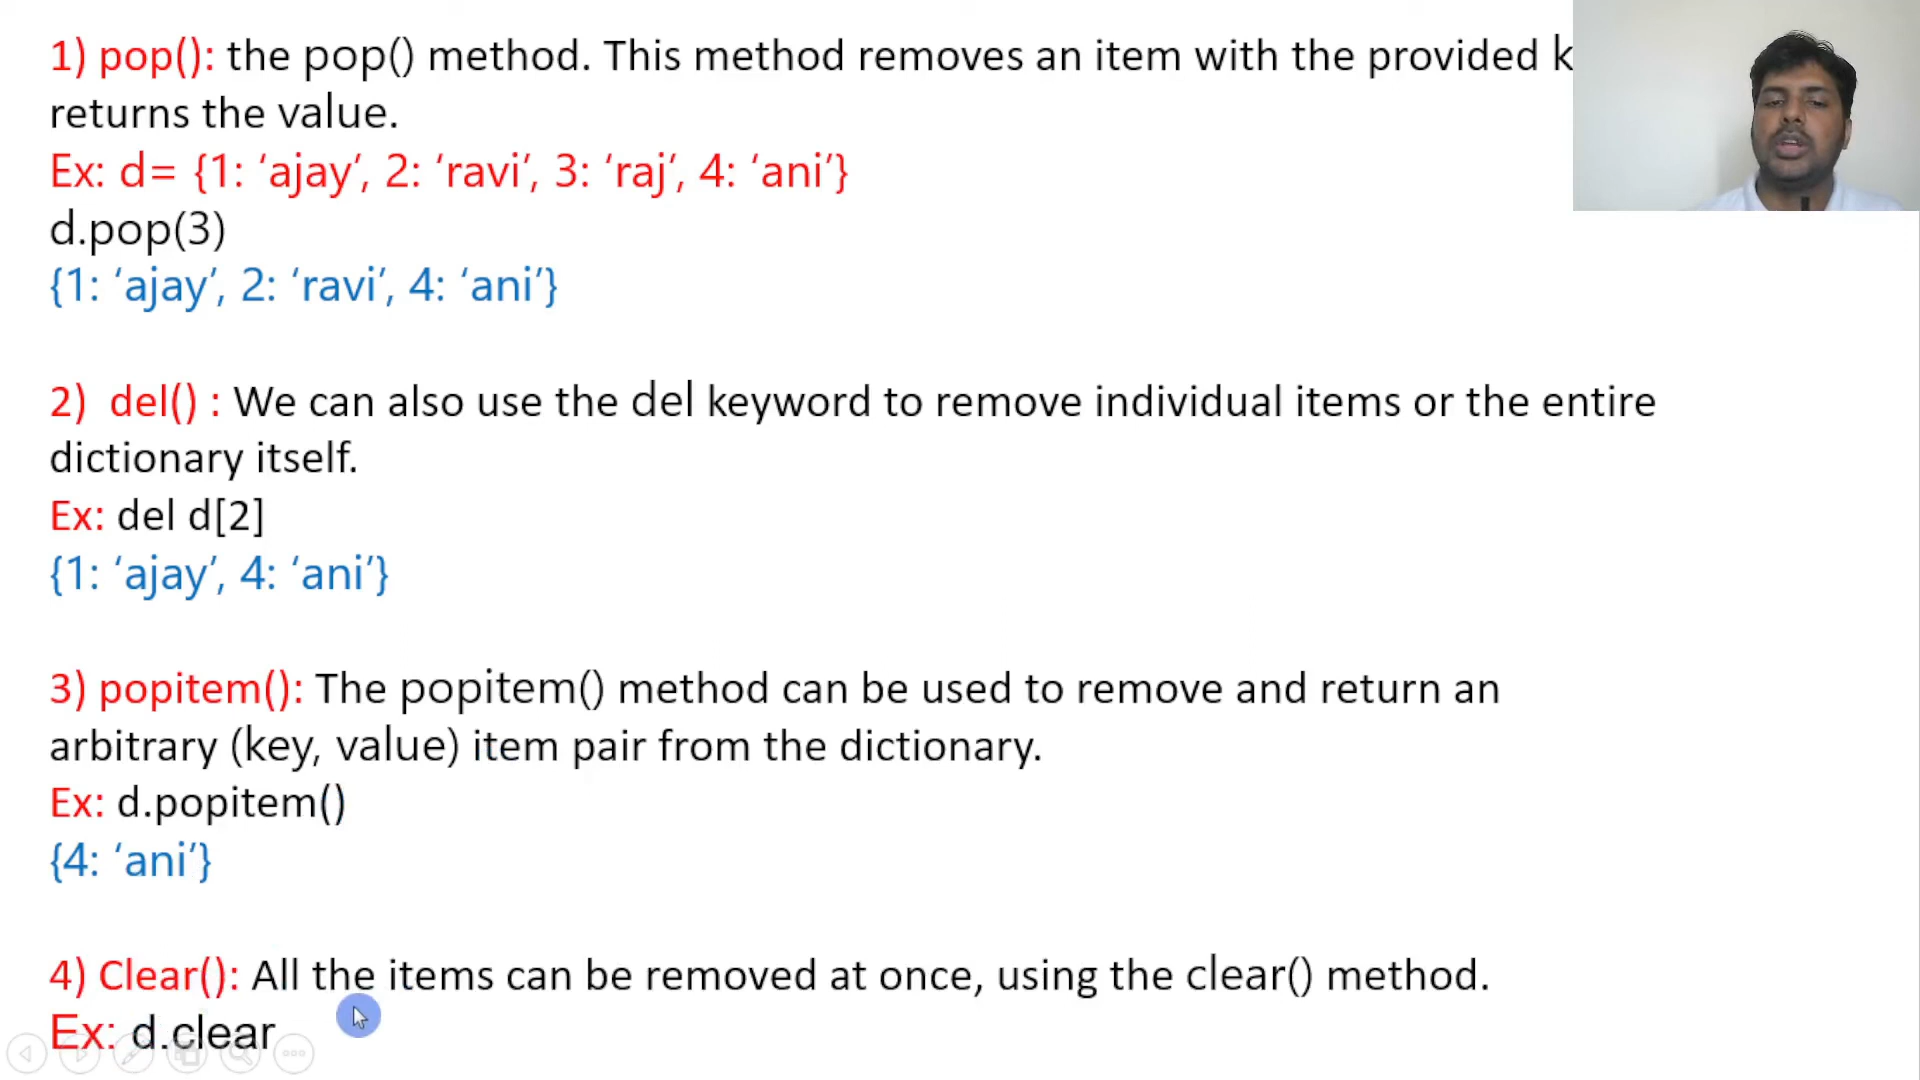 1) pop(): the pop() method. This method removes an item with the provided k
returns the value.
Ex: d= {1: ‘ajay’, 2: ‘ravi’, 3: ‘raj’, 4: ‘ani’}
d.pop(3)
{1: ‘ajay’, 2: ‘ravi’, 4: ‘ani’}
2) del() : We can also use the del keyword to remove individual items or the entire
dictionary itself.
Ex: del d[2]
{1: ‘ajay’, 4: ‘ani’}
3) popitem(): The popitem() method can be used to remove and return an
arbitrary (key, value) item pair from the dictionary.
Ex: d.popitem()
{4: ‘ani’}
4) Clear(): All the items can be removed at once, using the clear() method.
Ex: d.clear